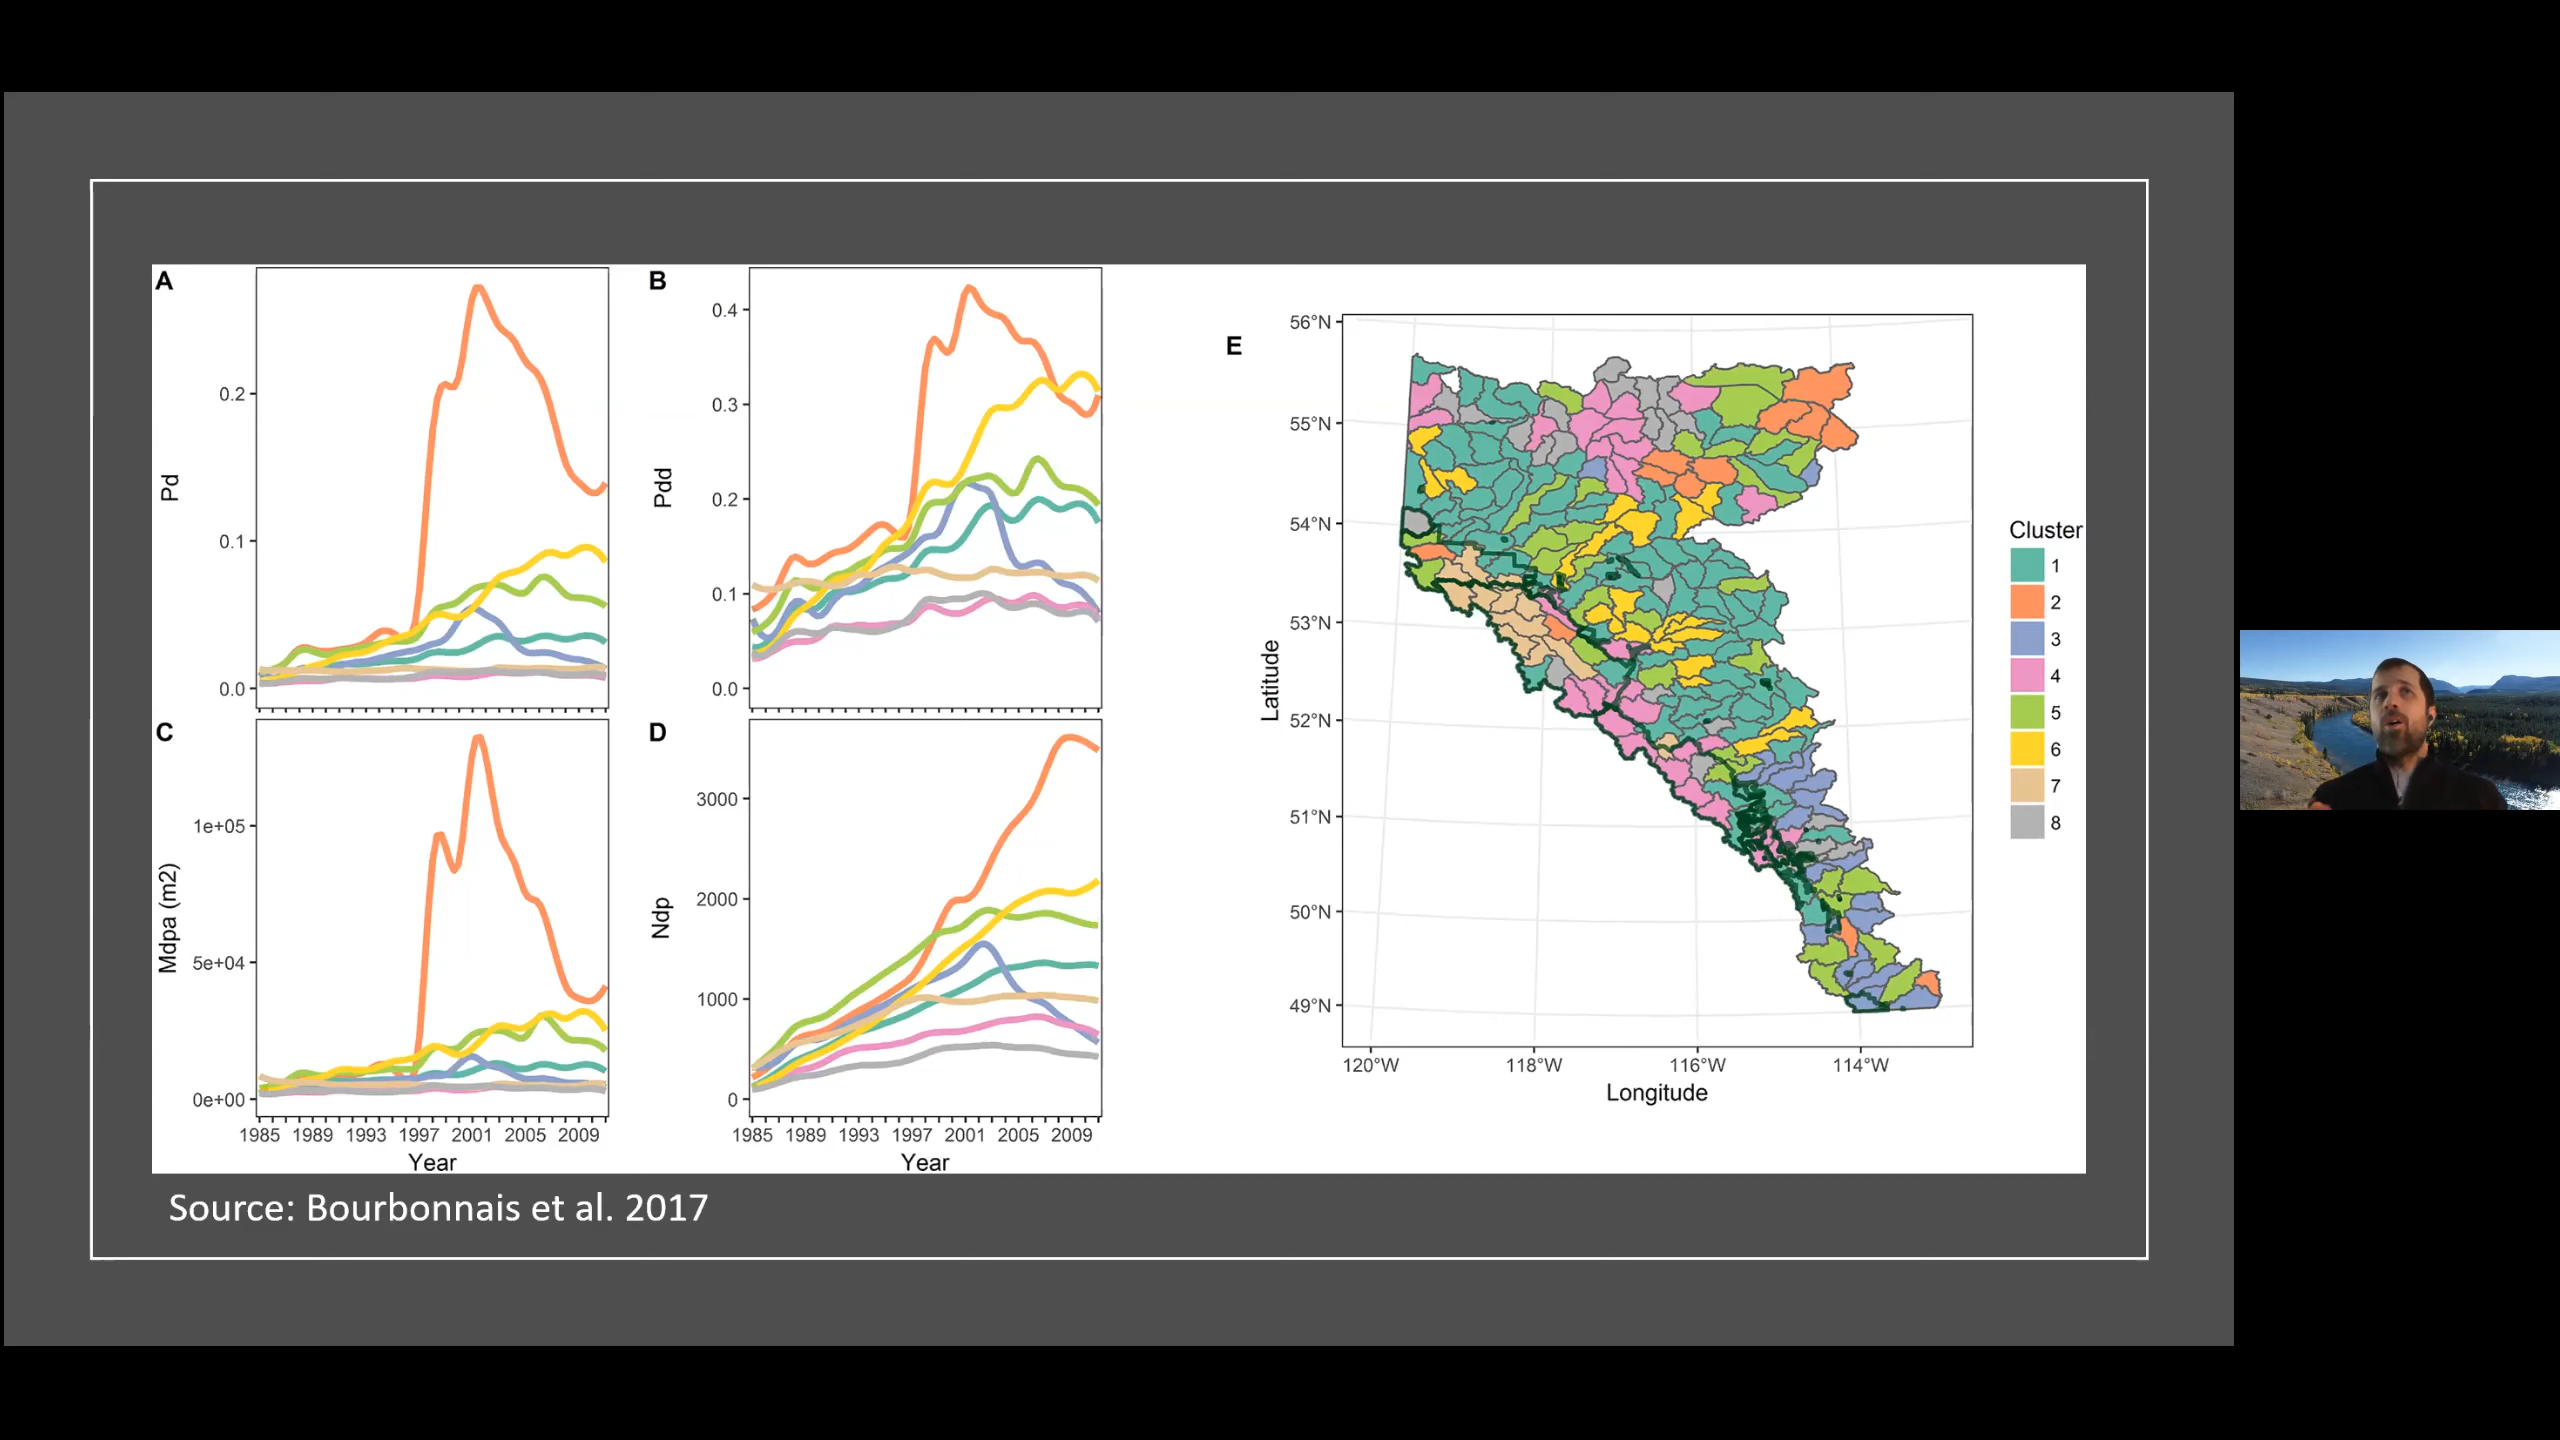 A
Pd
0.2
0.1
0.0
B
Pdd
0.4
0.3
0.2
0.1
0.0
C
Mdpa (m2)
1e+05
5e+04
0e+00
1985 1989 1993 1997 2001 2005 2009
Year
D
Ndp
3000
2000
1000
0
1985 1989 1993 1997 2001 2005 2009
Year
E
Latitude
56°N
55°N
54°N
53°N
52°N
51°N
50°N
49°N
120°W 118°W 116°W 114°W
Longitude
Cluster
1
2
3
4
5
6
7
8
Source: Bourbonnais et al. 2017